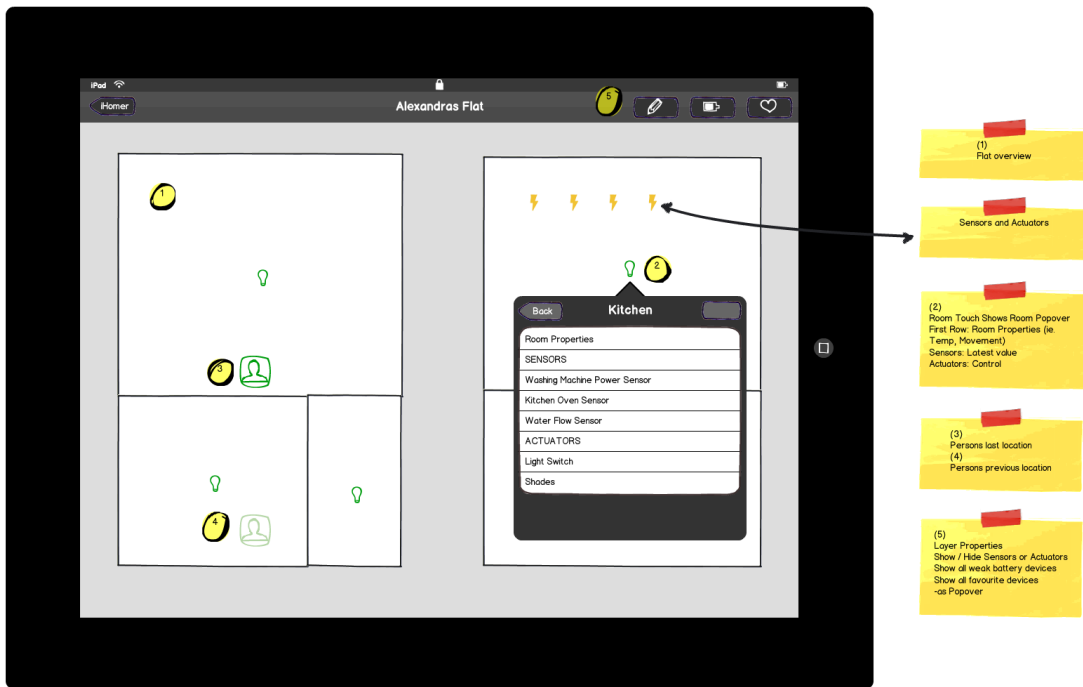 iPad
iHomer
Alexandras Flat
5
1
2
3
4
Back
Kitchen
Room Properties
SENSORS
Washing Machine Power Sensor
Kitchen Oven Sensor
Water Flow Sensor
ACTUATORS
Light Switch
Shades
(1)
Flat overview
Sensors and Actuators
(2)
Room Touch Shows Room Popover
First Row: Room Properties (ie.
Temp, Movement)
Sensors: Latest value
Actuators: Control
(3)
Persons last location
(4)
Persons previous location
(5)
Layer Properties
Show / Hide Sensors or Actuators
Show all weak battery devices
Show all favourite devices
-as Popover